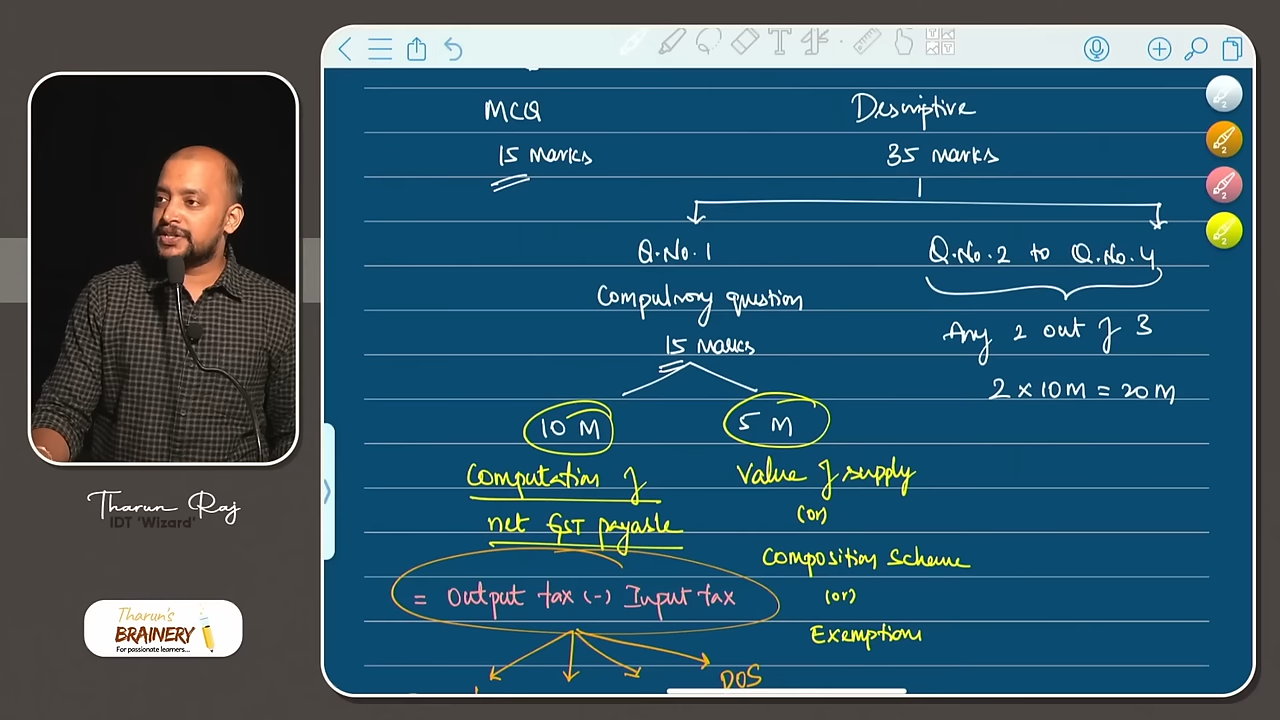 MCQ
Descriptive
15 Marks
35 marks
Q.No.1
Q.No.2 to Q.No.4
Compulsory question
Any 2 out of 3
15 Marks
2 x 10M = 20M
10 M
5 M
Computation of
net GST payable
Value of supply
(or)
Composition Scheme
(or)
Exemption
= Output tax (-) Input tax
DOS
Tharun Raj
IDT 'Wizard'
Tharun's
BRAINERY
For passionate learners...